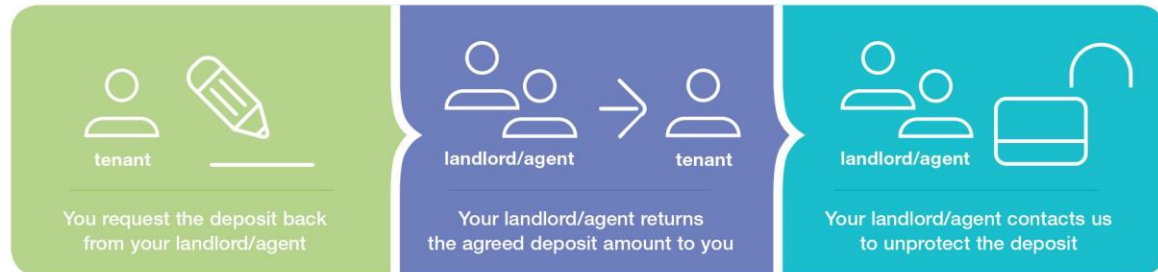 tenant
You request the deposit back
from your landlord/agent
landlord/agent
tenant
Your landlord/agent returns
the agreed deposit amount to you
landlord/agent
Your landlord/agent contacts us
to unprotect the deposit